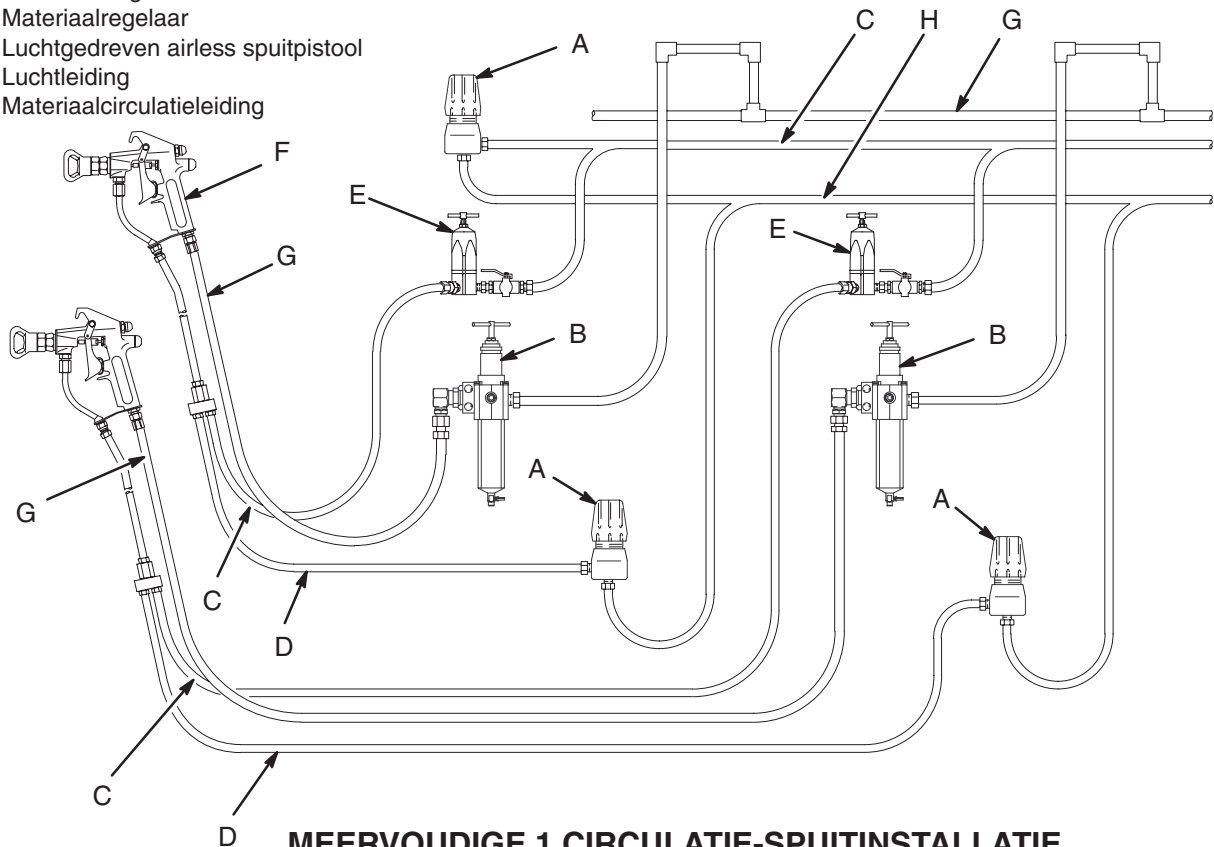 Materiaalregelaar
Luchtgedreven airless spuitpistool
Luchtleiding
Materiaalcirculatieleiding
A
C
H
G
F
C
E
H
E
G
B
B
G
A
A
C
D
C
D
MEERVOUDIGE 1 CIRCULATIE-SPUITINSTALLATIE